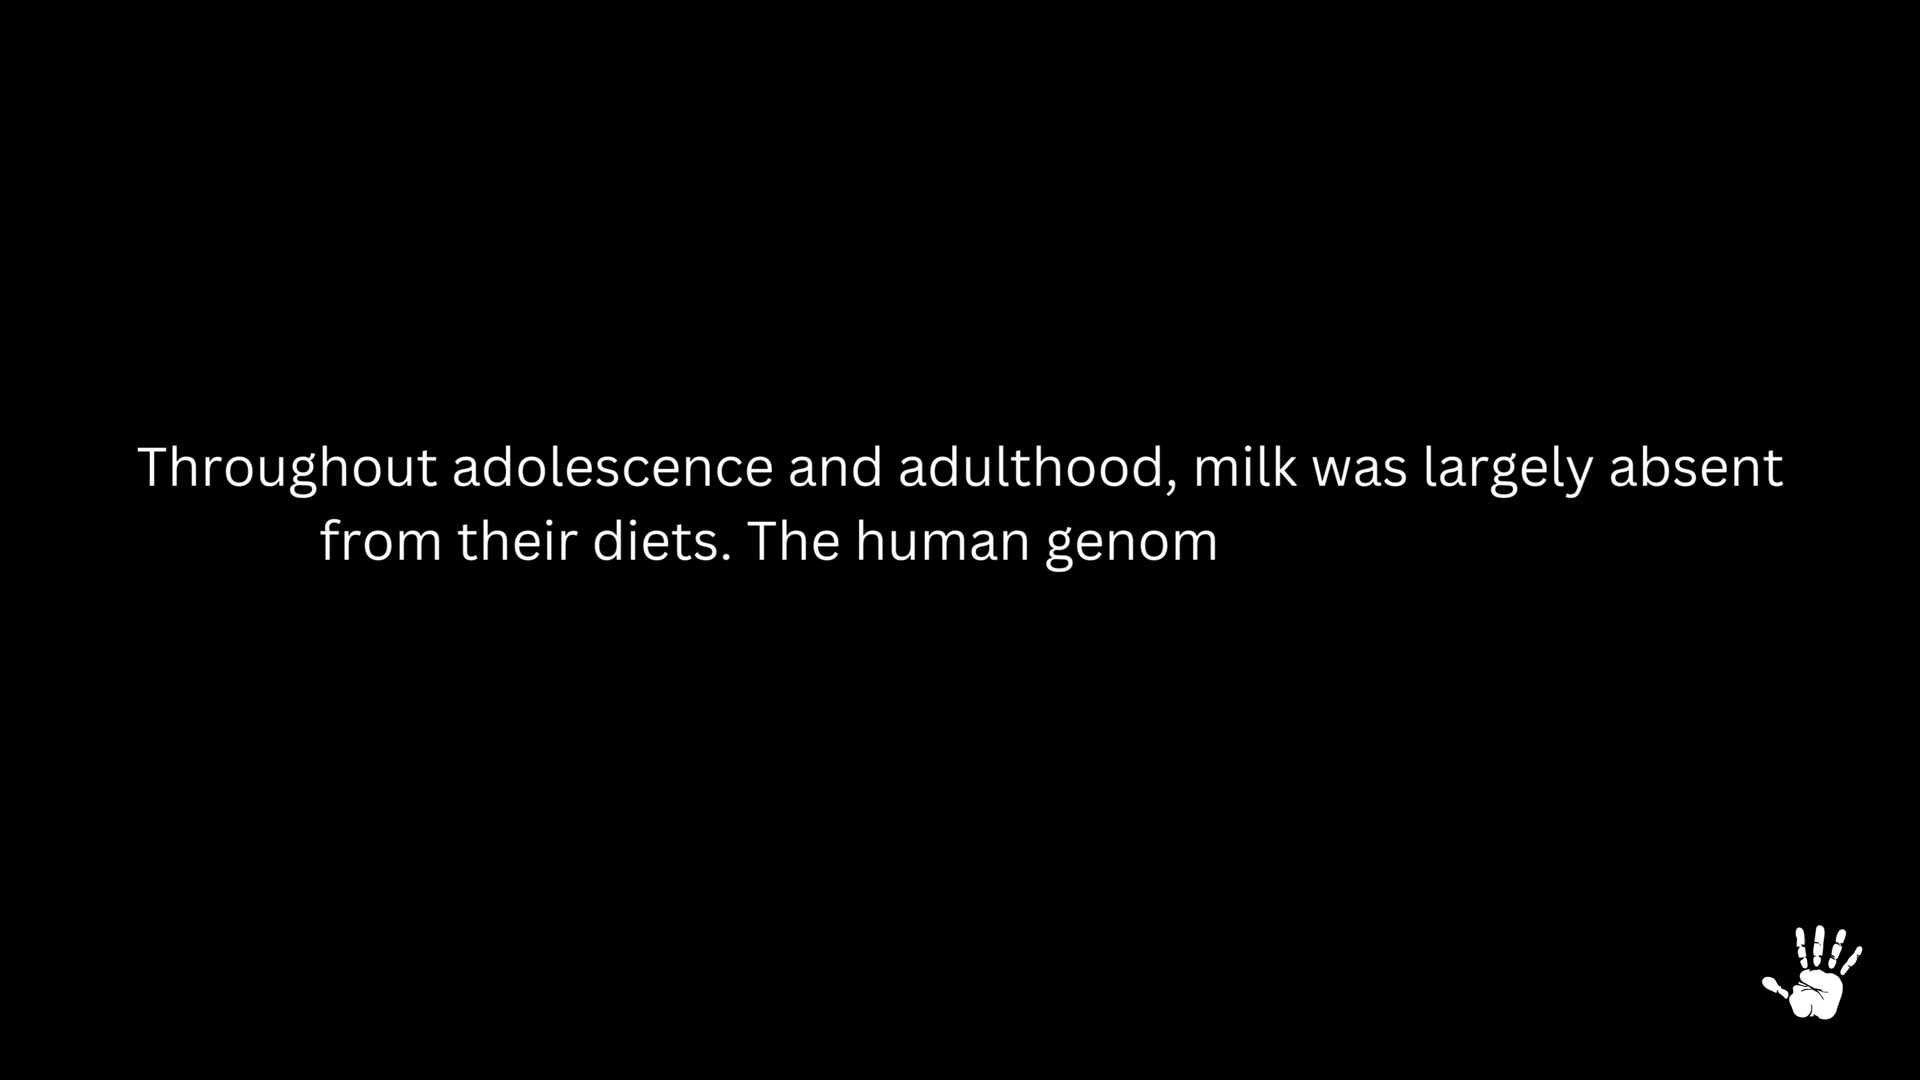 Throughout adolescence and adulthood, milk was largely absent
from their diets. The human genom